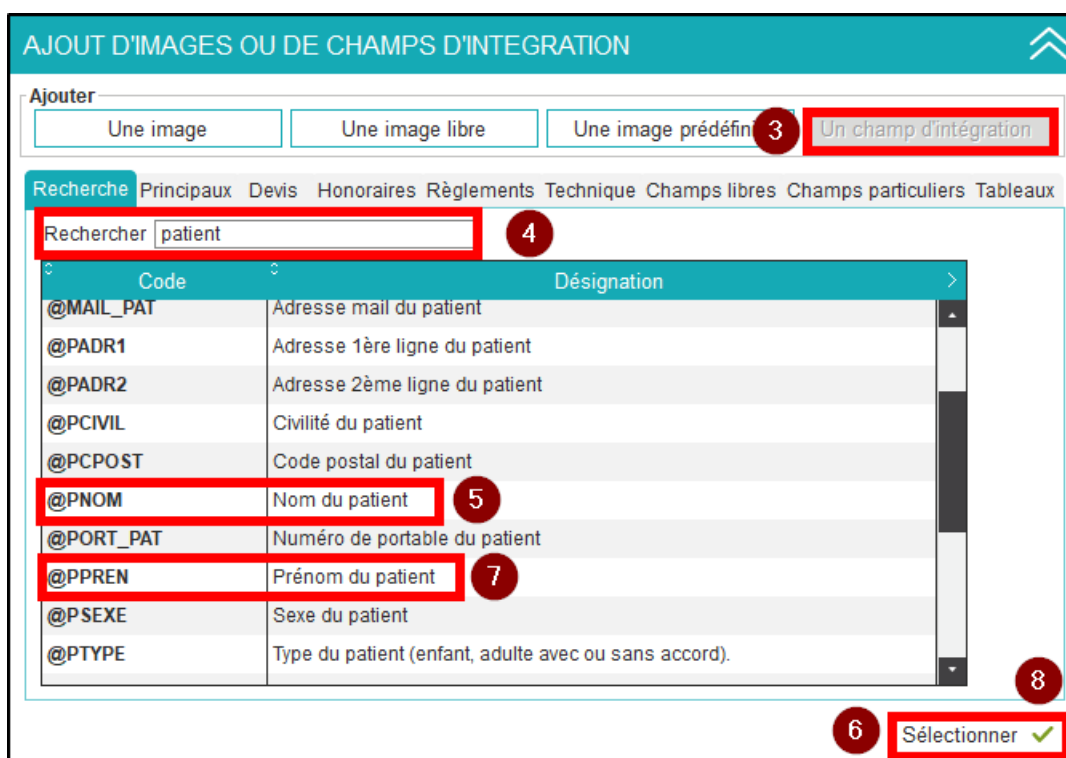 AJOUT D'IMAGES OU DE CHAMPS D'INTEGRATION
Ajouter
Une image Une image libre Une image prédéfini 3 Un champ d'intégration
Recherche Principaux Devis Honoraires Règlements Technique Champs libres Champs particuliers Tableaux
Rechercher patient 4
Code Désignation
@MAIL_PAT Adresse mail du patient
@PADR1 Adresse 1ère ligne du patient
@PADR2 Adresse 2ème ligne du patient
@PCIVIL Civilité du patient
@PCPOST Code postal du patient
@PNOM Nom du patient 5
@PORT_PAT Numéro de portable du patient
@PPREN Prénom du patient 7
@PSEXE Sexe du patient
@PTYPE Type du patient (enfant, adulte avec ou sans accord).
8
6 Sélectionner